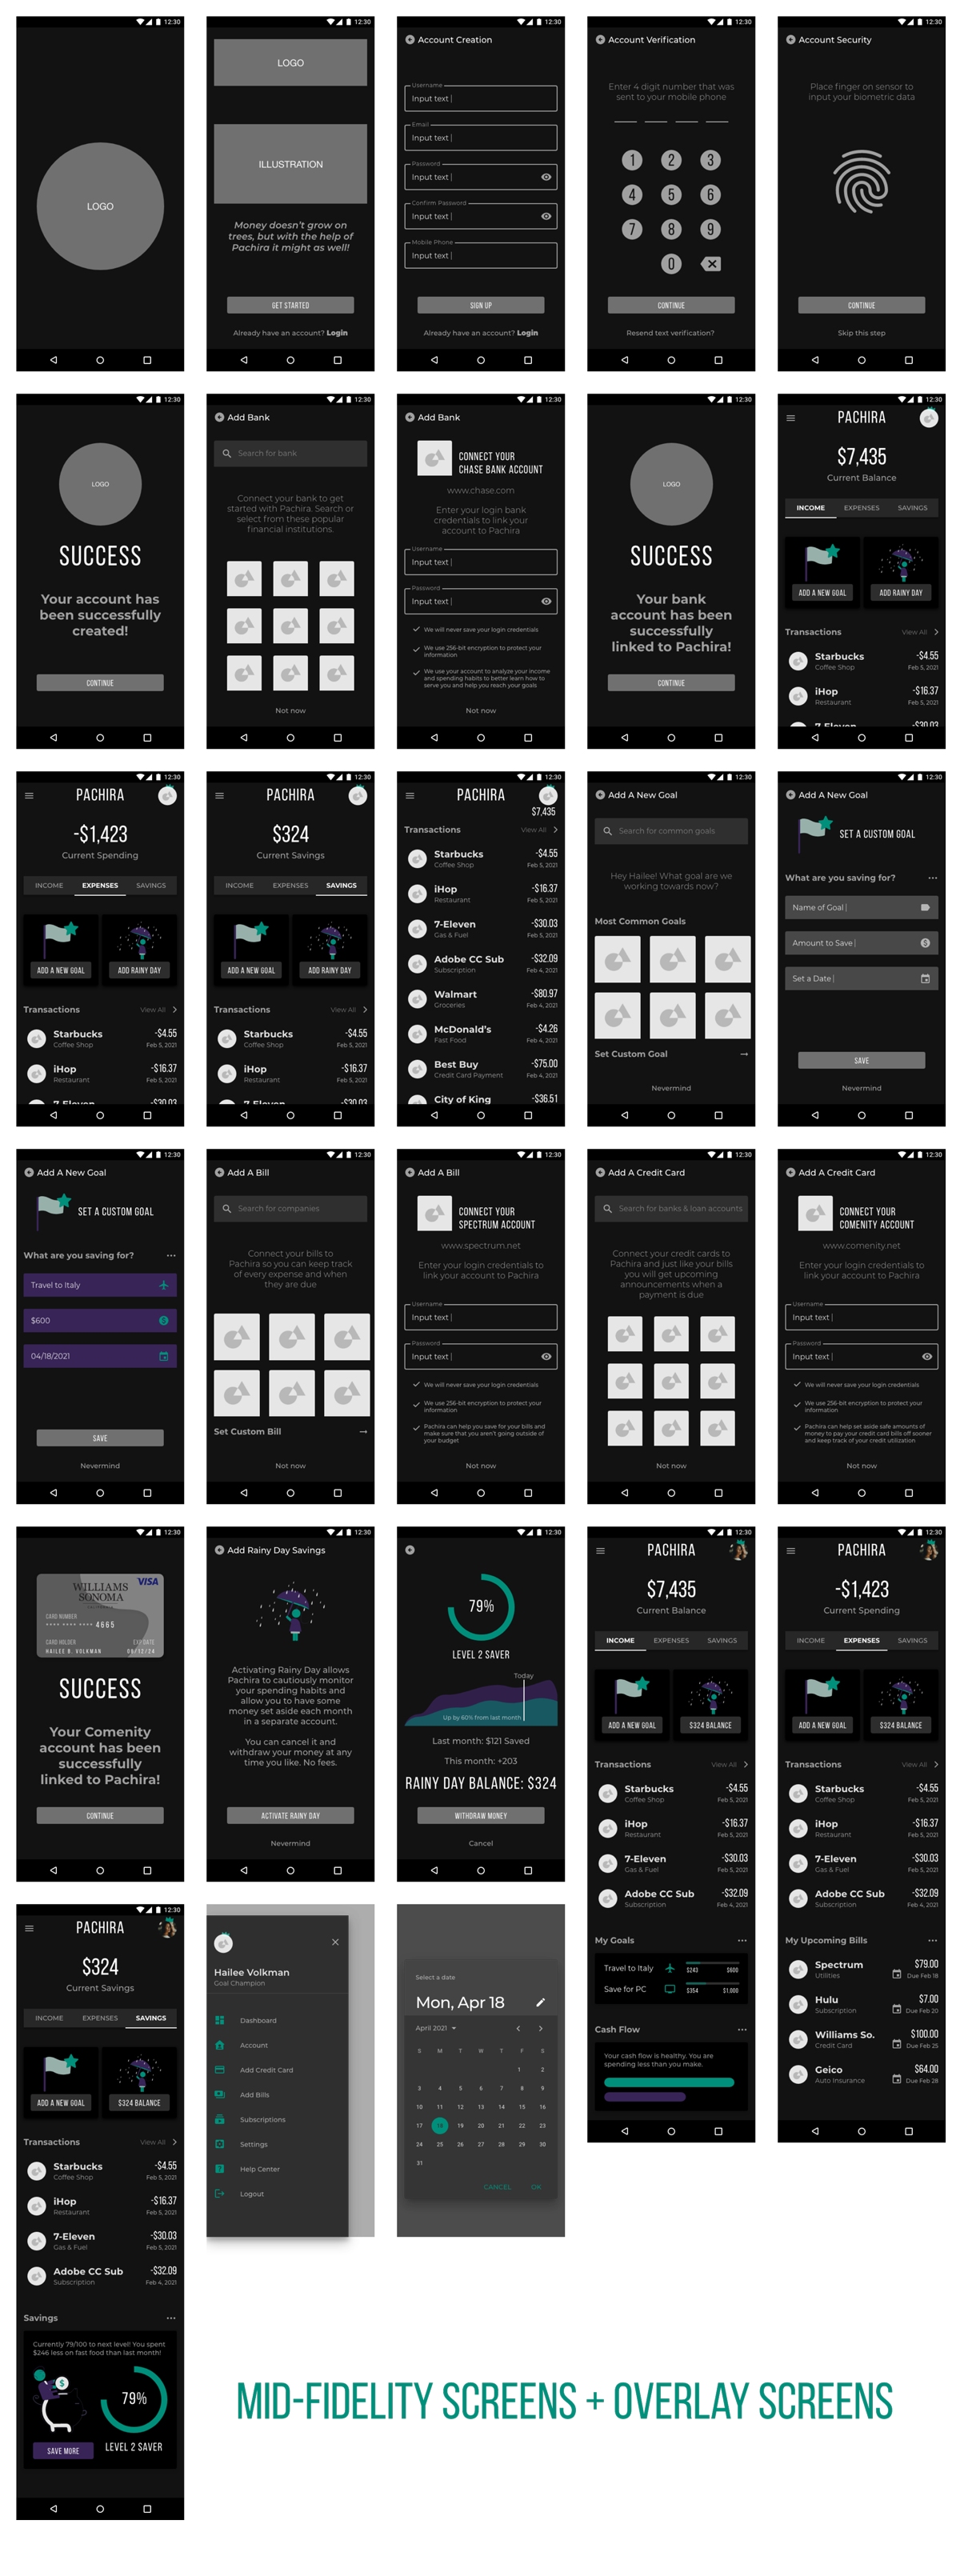 12:30
LOGO
12:30
LOGO
ILLUSTRATION
Money doesn't grow on
trees, but with the help of
Pachira it might as well!
GET STARTED
Already have an account? Login
12:30
Account Creation
Username
Input text |
Email
Input text |
Password
Input text |
Confirm Password
Input text |
Mobile Phone
Input text |
SIGN UP
Already have an account? Login
12:30
Account Verification
Enter 4 digit number that was
sent to your mobile phone
1 2 3
4 5 6
7 8 9
0
CONTINUE
Resend text verification?
12:30
Account Security
Place finger on sensor to
input your biometric data
CONTINUE
Skip this step
12:30
LOGO
SUCCESS
Your account has
been successfully
created!
CONTINUE
12:30
Add Bank
Search for bank
Connect your bank to get
started with Pachira. Search or
select from these popular
financial institutions.
Not now
12:30
Add Bank
CONNECT YOUR
CHASE BANK ACCOUNT
www.chase.com
Enter your login bank
credentials to link your
account to Pachira
Username
Input text |
Password
Input text |
We will never save your login credentials
We use 256-bit encryption to protect your
information
We use your account to analyze your income
and spending habits to better learn how to
serve you and help you reach your goals
Not now
12:30
LOGO
SUCCESS
Your bank
account has been
successfully
linked to Pachira!
CONTINUE
12:30
PACHIRA
$7,435
Current Balance
INCOME EXPENSES SAVINGS
ADD A NEW GOAL ADD RAINY DAY
Transactions View All
Starbucks -$4.55
Coffee Shop Feb 5, 2021
iHop -$16.37
Restaurant Feb 5, 2021
7-Eleven -$30.03
12:30
PACHIRA
-$1,423
Current Spending
INCOME EXPENSES SAVINGS
ADD A NEW GOAL ADD RAINY DAY
Transactions View All
Starbucks -$4.55
Coffee Shop Feb 5, 2021
iHop -$16.37
Restaurant Feb 5, 2021
7-Eleven -$30.03
12:30
PACHIRA
$324
Current Savings
INCOME EXPENSES SAVINGS
ADD A NEW GOAL ADD RAINY DAY
Transactions View All
Starbucks -$4.55
Coffee Shop Feb 5, 2021
iHop -$16.37
Restaurant Feb 5, 2021
7-Eleven -$30.03
12:30
PACHIRA
$7,435
Transactions View All
Starbucks -$4.55
Coffee Shop Feb 5, 2021
iHop -$16.37
Restaurant Feb 5, 2021
7-Eleven -$30.03
Gas & Fuel Feb 5, 2021
Adobe CC Sub -$32.09
Subscription Feb 4, 2021
Walmart -$80.97
Groceries Feb 4, 2021
McDonald's -$4.26
Fast Food Feb 4, 2021
Best Buy -$75.00
Credit Card Payment Feb 4, 2021
City of King -$36.51
12:30
Add A New Goal
Search for common goals
Hey Hailee! What goal are we
working towards now?
Most Common Goals
Set Custom Goal
Nevermind
12:30
Add A New Goal
SET A CUSTOM GOAL
What are you saving for?
Name of Goal |
Amount to Save |
Set a Date |
SAVE
Nevermind
12:30
Add A New Goal
SET A CUSTOM GOAL
What are you saving for?
Travel to Italy
$600
04/18/2021
SAVE
Nevermind
12:30
Add A Bill
Search for companies
Connect your bills to
Pachira so you can keep track
of every expense and when
they are due
Set Custom Bill
Not now
12:30
Add A Bill
CONNECT YOUR
SPECTRUM ACCOUNT
www.spectrum.net
Enter your login credentials to
link your account to Pachira
Username
Input text |
Password
Input text |
We will never save your login credentials
We use 256-bit encryption to protect your
information
Pachira can help you save for your bills and
make sure that you aren't going outside of
your budget
Not now
12:30
Add A Credit Card
Search for banks & loan accounts
Connect your credit cards to
Pachira and just like your bills
you will get upcoming
announcements when a
payment is due
Not now
12:30
Add A Credit Card
CONNECT YOUR
COMENITY ACCOUNT
www.comenity.net
Enter your login credentials to
link your account to Pachira
Username
Input text |
Password
Input text |
We will never save your login credentials
We use 256-bit encryption to protect your
information
Pachira can help set aside safe amounts of
money to pay your credit card bills off sooner
and keep track of your credit utilization
Not now
12:30
VISA
WILLIAMS
SONOMA
CARD NUMBER
**** **** **** 4665
CARD HOLDER EXP DATE
HAILEE R. VOLKMAN 08/12/24
SUCCESS
Your Comenity
account has been
successfully
linked to Pachira!
CONTINUE
12:30
Add Rainy Day Savings
Activating Rainy Day allows
Pachira to cautiously monitor
your spending habits and
allow you to have some
money set aside each month
in a separate account.
You can cancel it and
withdraw your money at any
time you like. No fees.
ACTIVATE RAINY DAY
Nevermind
12:30
79%
LEVEL 2 SAVER
Today
Up by 60% from last month
Last month: $121 Saved
This month: +203
RAINY DAY BALANCE: $324
WITHDRAW MONEY
Cancel
12:30
PACHIRA
$7,435
Current Balance
INCOME EXPENSES SAVINGS
ADD A NEW GOAL $324 BALANCE
Transactions View All
Starbucks -$4.55
Coffee Shop Feb 5, 2021
iHop -$16.37
Restaurant Feb 5, 2021
7-Eleven -$30.03
Gas & Fuel Feb 5, 2021
Adobe CC Sub -$32.09
Subscription Feb 4, 2021
My Goals
Travel to Italy $243 $600
Save for PC $354 $1,000
Cash Flow
Your cash flow is healthy. You are
spending less than you make.
12:30
PACHIRA
-$1,423
Current Spending
INCOME EXPENSES SAVINGS
ADD A NEW GOAL $324 BALANCE
Transactions View All
Starbucks -$4.55
Coffee Shop Feb 5, 2021
iHop -$16.37
Restaurant Feb 5, 2021
7-Eleven -$30.03
Gas & Fuel Feb 5, 2021
Adobe CC Sub -$32.09
Subscription Feb 4, 2021
My Upcoming Bills
Spectrum $79.00
Utilities Due Feb 18
Hulu $7.00
Subscription Due Feb 20
Williams So. $100.00
Credit Card Due Feb 25
Geico $64.00
Auto Insurance Due Feb 28
12:30
PACHIRA
$324
Current Savings
INCOME EXPENSES SAVINGS
ADD A NEW GOAL $324 BALANCE
Transactions View All
Starbucks -$4.55
Coffee Shop Feb 5, 2021
iHop -$16.37
Restaurant Feb 5, 2021
7-Eleven -$30.03
Gas & Fuel Feb 5, 2021
Adobe CC Sub -$32.09
Subscription Feb 4, 2021
Savings
Currently 79/100 to next level! You spent
$246 less on fast food than last month!
$
79%
SAVE MORE
LEVEL 2 SAVER
Hailee Volkman
Goal Champion
Dashboard
Account
Add Credit Card
Add Bills
Subscriptions
Settings
Help Center
Logout
Select a date
Mon, Apr 18
April 2021
S M T W T F S
1 2
3 4 5 6 7 8 9
10 11 12 13 14 15 16
17 18 19 20 21 22 23
24 25 26 27 28 29 30
31
CANCEL OK
MID-FIDELITY SCREENS + OVERLAY SCREENS